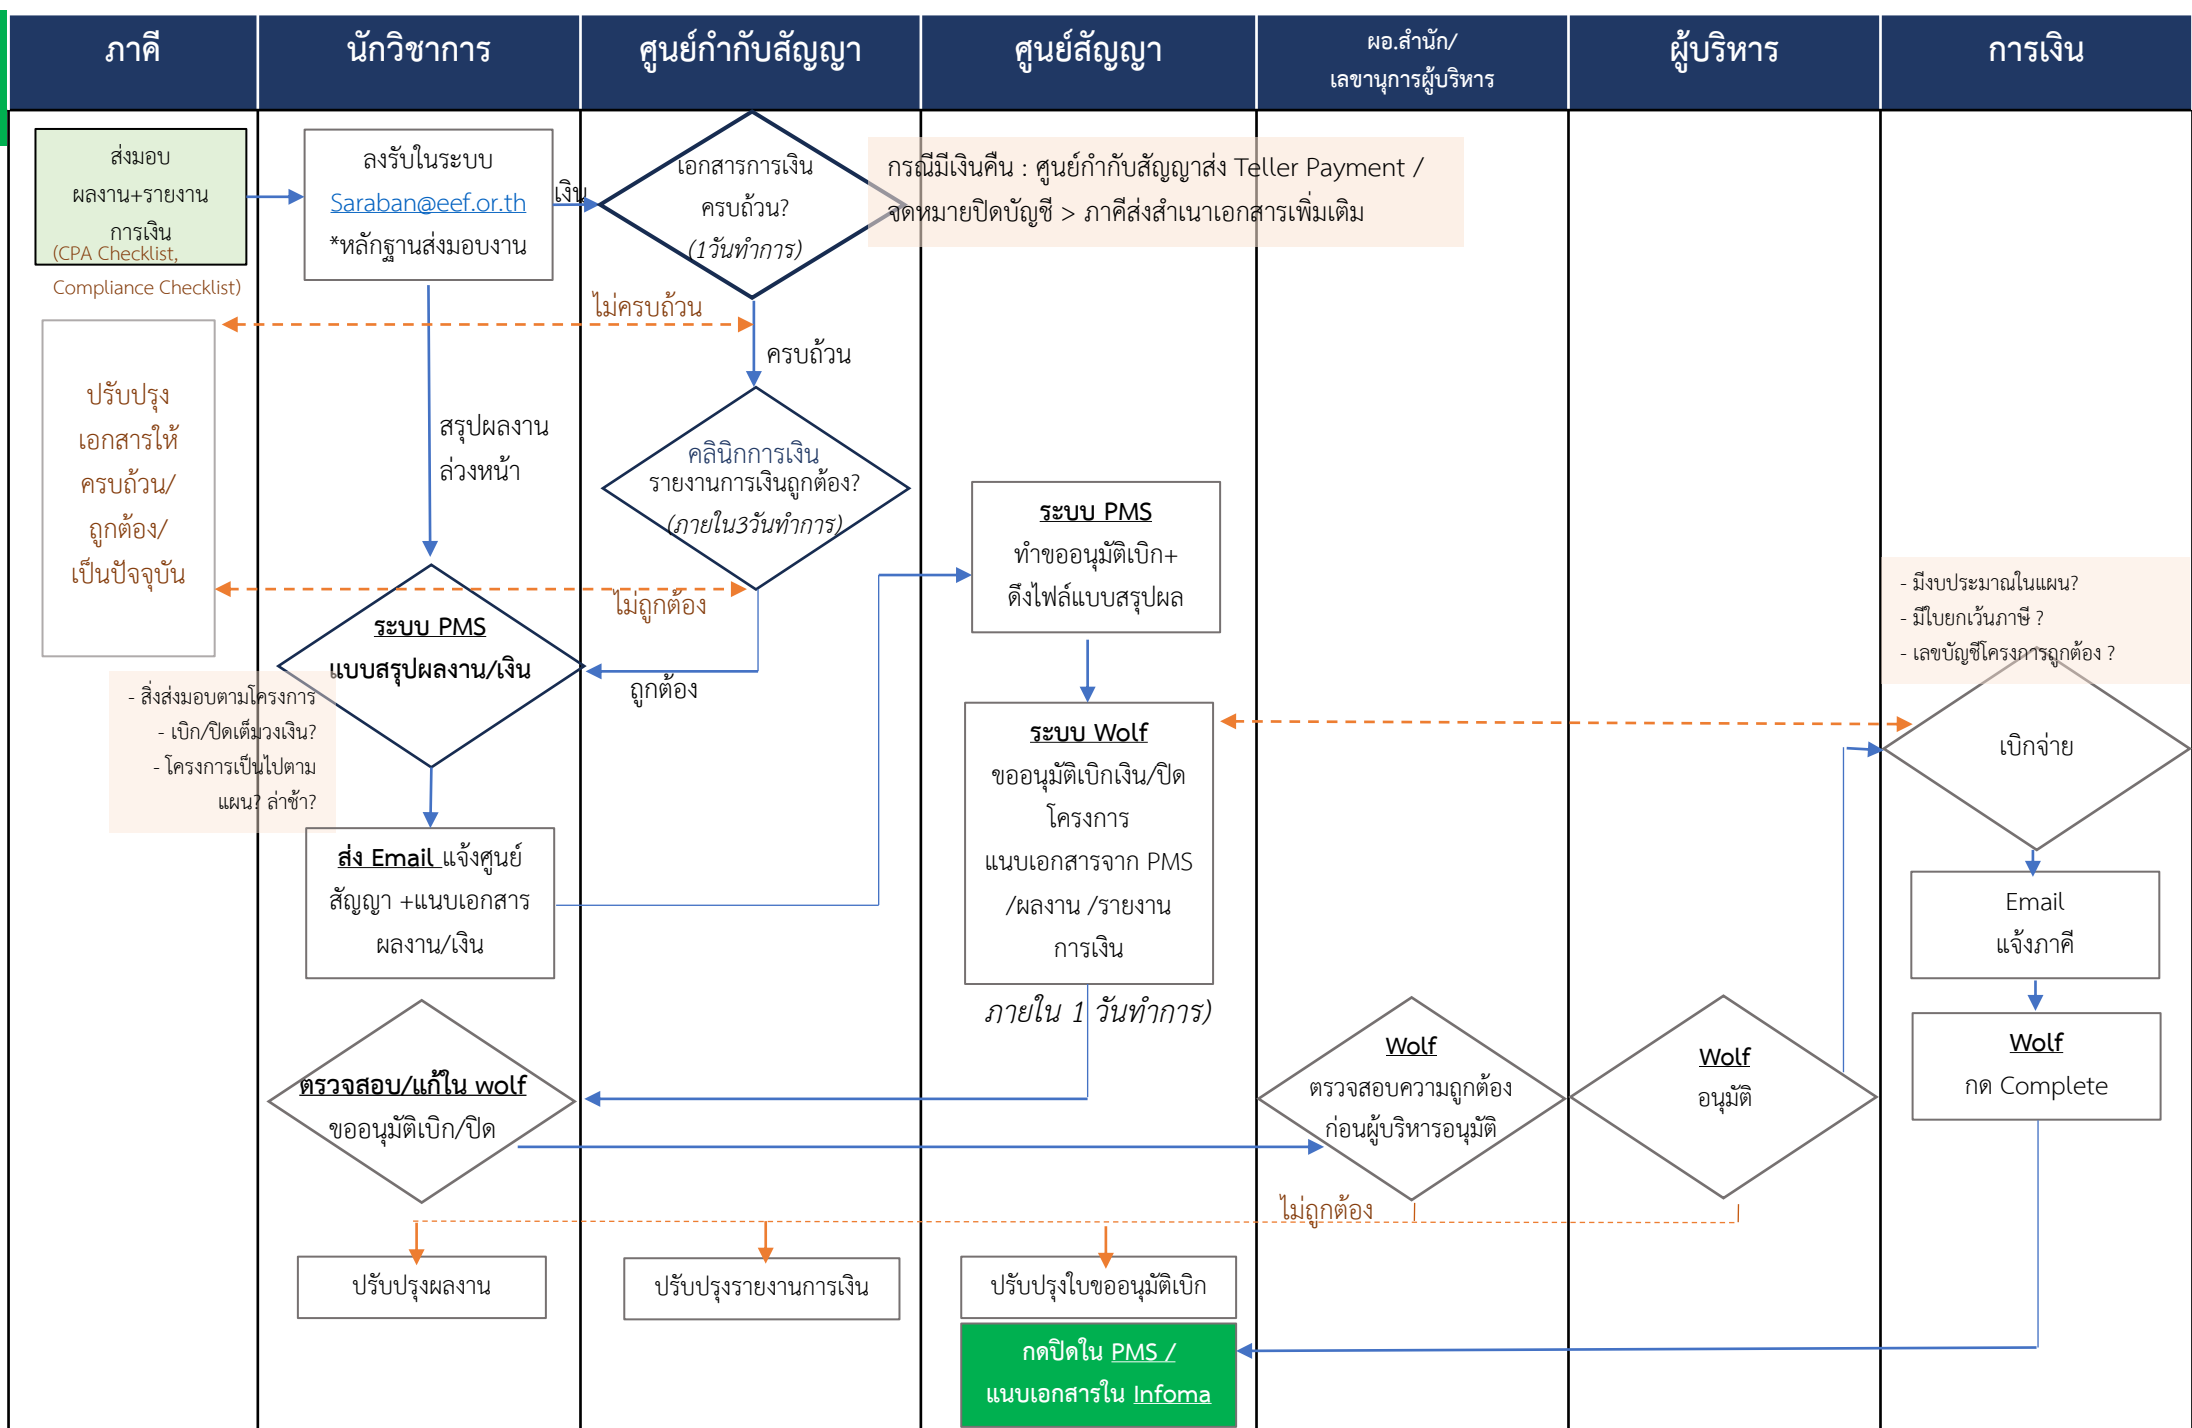 ภาคี
นักวิชาการ
ศูนย์กำกับสัญญา
ศูนย์สัญญา
ผอ.สำนัก/
เลขานุการผู้บริหาร
ผู้บริหาร
การเงิน
ส่งมอบ
ผลงาน+รายงาน
การเงิน
(CPA Checklist,
Compliance Checklist)
ลงรับในระบบ
Saraban@eef.or.th
*หลักฐานส่งมอบงาน
เงิน
เอกสารการเงิน
ครบถ้วน?
(1วันทำการ)
กรณีมีเงินคืน : ศูนย์กำกับสัญญาส่ง Teller Payment /
จดหมายปิดบัญชี > ภาคีส่งสำเนาเอกสารเพิ่มเติม
ไม่ครบถ้วน
ครบถ้วน
ปรับปรุง
เอกสารให้
ครบถ้วน/
ถูกต้อง/
เป็นปัจจุบัน
สรุปผลงาน
ล่วงหน้า
คลินิกการเงิน
รายงานการเงินถูกต้อง?
(ภายใน3วันทำการ)
ไม่ถูกต้อง
ถูกต้อง
ระบบ PMS
แบบสรุปผลงาน/เงิน
- สิ่งส่งมอบตามโครงการ
- เบิก/ปิดเต็มวงเงิน?
- โครงการเป็นไปตาม
แผน? ล่าช้า?
ระบบ PMS
ทำขออนุมัติเบิก+
ดึงไฟล์แบบสรุปผล
- มีงบประมาณในแผน?
- มีใบยกเว้นภาษี ?
- เลขบัญชีโครงการถูกต้อง ?
ระบบ Wolf
ขออนุมัติเบิกเงิน/ปิด
โครงการ
แนบเอกสารจาก PMS
/ผลงาน /รายงาน
การเงิน
ภายใน 1 วันทำการ)
เบิกจ่าย
ส่ง Email แจ้งศูนย์
สัญญา +แนบเอกสาร
ผลงาน/เงิน
Email
แจ้งภาคี
ตรวจสอบ/แก้ใน wolf
ขออนุมัติเบิก/ปิด
Wolf
ตรวจสอบความถูกต้อง
ก่อนผู้บริหารอนุมัติ
Wolf
อนุมัติ
Wolf
กด Complete
ไม่ถูกต้อง
ปรับปรุงผลงาน
ปรับปรุงรายงานการเงิน
ปรับปรุงใบขออนุมัติเบิก
กดปิดใน PMS /
แนบเอกสารใน Infoma